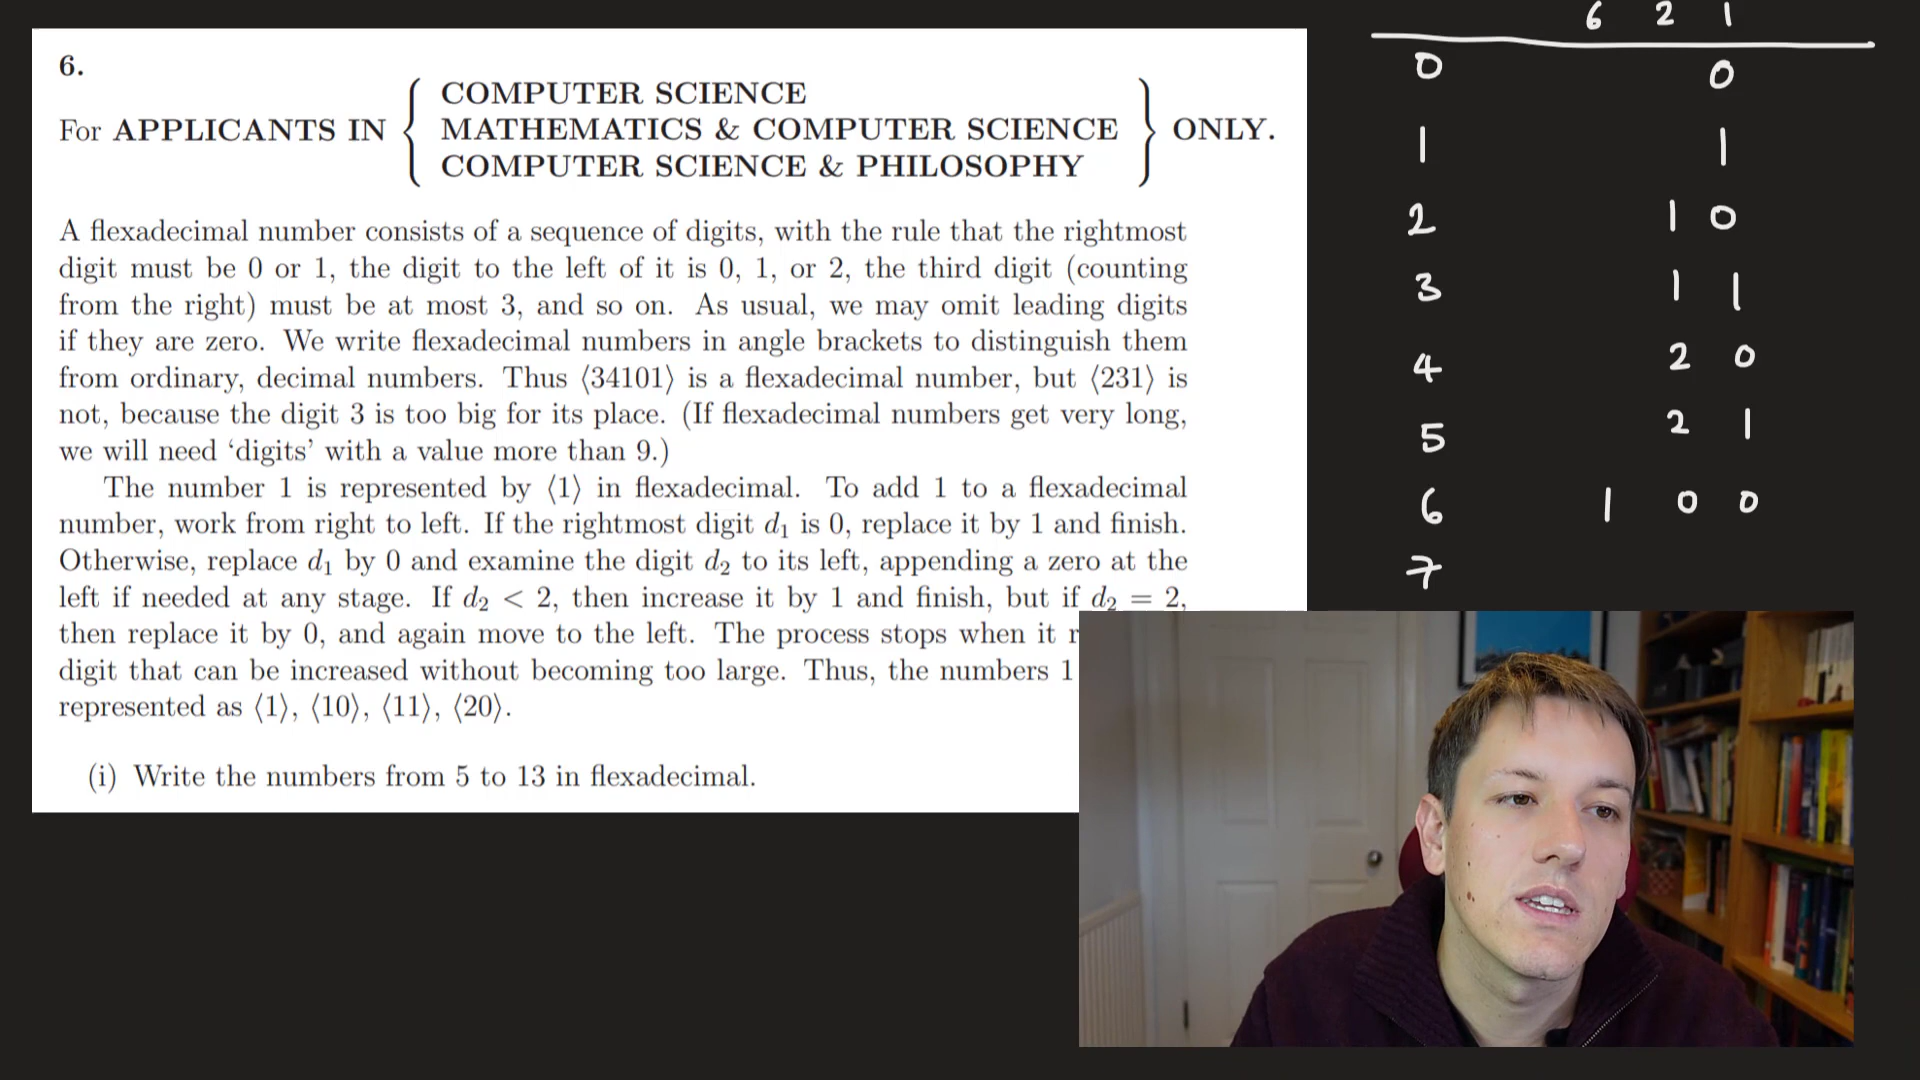 6.
For APPLICANTS IN { COMPUTER SCIENCE
MATHEMATICS & COMPUTER SCIENCE
COMPUTER SCIENCE & PHILOSOPHY } ONLY.
A flexadecimal number consists of a sequence of digits, with the rule that the rightmost
digit must be 0 or 1, the digit to the left of it is 0, 1, or 2, the third digit (counting
from the right) must be at most 3, and so on. As usual, we may omit leading digits
if they are zero. We write flexadecimal numbers in angle brackets to distinguish them
from ordinary, decimal numbers. Thus ⟨34101⟩ is a flexadecimal number, but ⟨231⟩ is
not, because the digit 3 is too big for its place. (If flexadecimal numbers get very long,
we will need ‘digits’ with a value more than 9.)
The number 1 is represented by ⟨1⟩ in flexadecimal. To add 1 to a flexadecimal
number, work from right to left. If the rightmost digit d₁ is 0, replace it by 1 and finish.
Otherwise, replace d₁ by 0 and examine the digit d₂ to its left, appending a zero at the
left if needed at any stage. If d₂ < 2, then increase it by 1 and finish, but if d₂ = 2,
then replace it by 0, and again move to the left. The process stops when it
digit that can be increased without becoming too large. Thus, the numbers 1
represented as ⟨1⟩, ⟨10⟩, ⟨11⟩, ⟨20⟩.
(i) Write the numbers from 5 to 13 in flexadecimal.
6 2 1
0 0
1 1
2 1 0
3 1 1
4 2 0
5 2 1
6 1 0 0
7